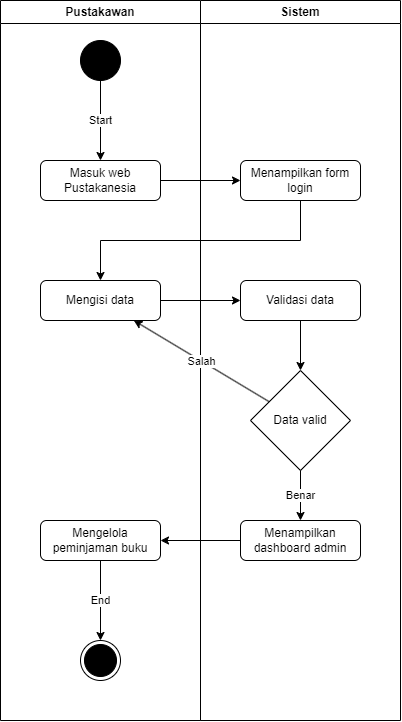 Pustakawan
Sistem
Start
Masuk web
Pustakanesia
Menampilkan form
login
Mengisi data
Validasi data
Salah
Data valid
Benar
Menampilkan
dashboard admin
Mengelola
peminjaman buku
End